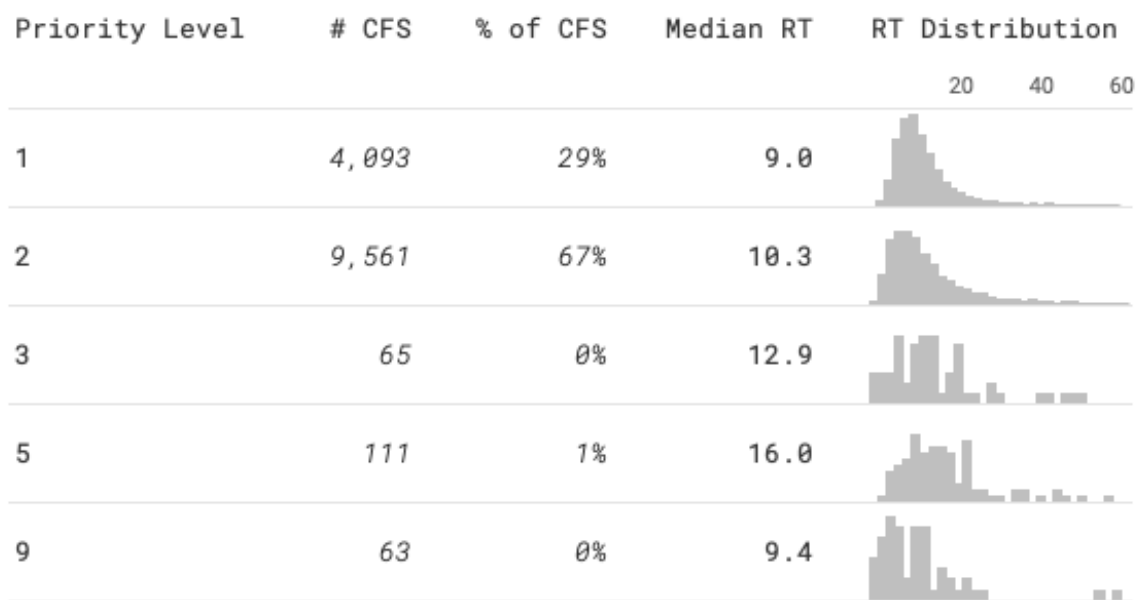 Priority Level # CFS % of CFS Median RT RT Distribution
20 40 60
1 4,093 29% 9.0
2 9,561 67% 10.3
3 65 0% 12.9
5 111 1% 16.0
9 63 0% 9.4